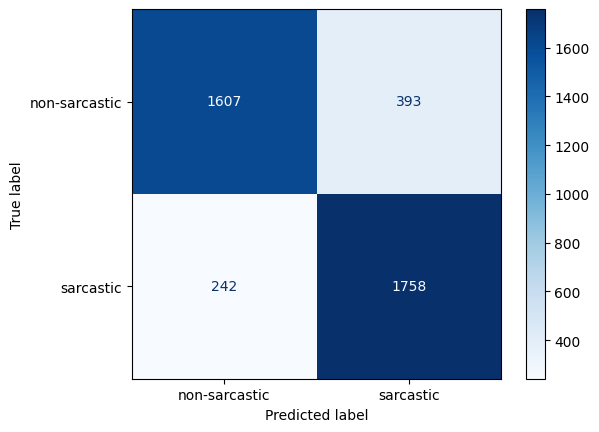 1600
non-sarcastic 1607 393
1400
1200
True label
1000
800
sarcastic 242 1758
600
400
non-sarcastic sarcastic
Predicted label